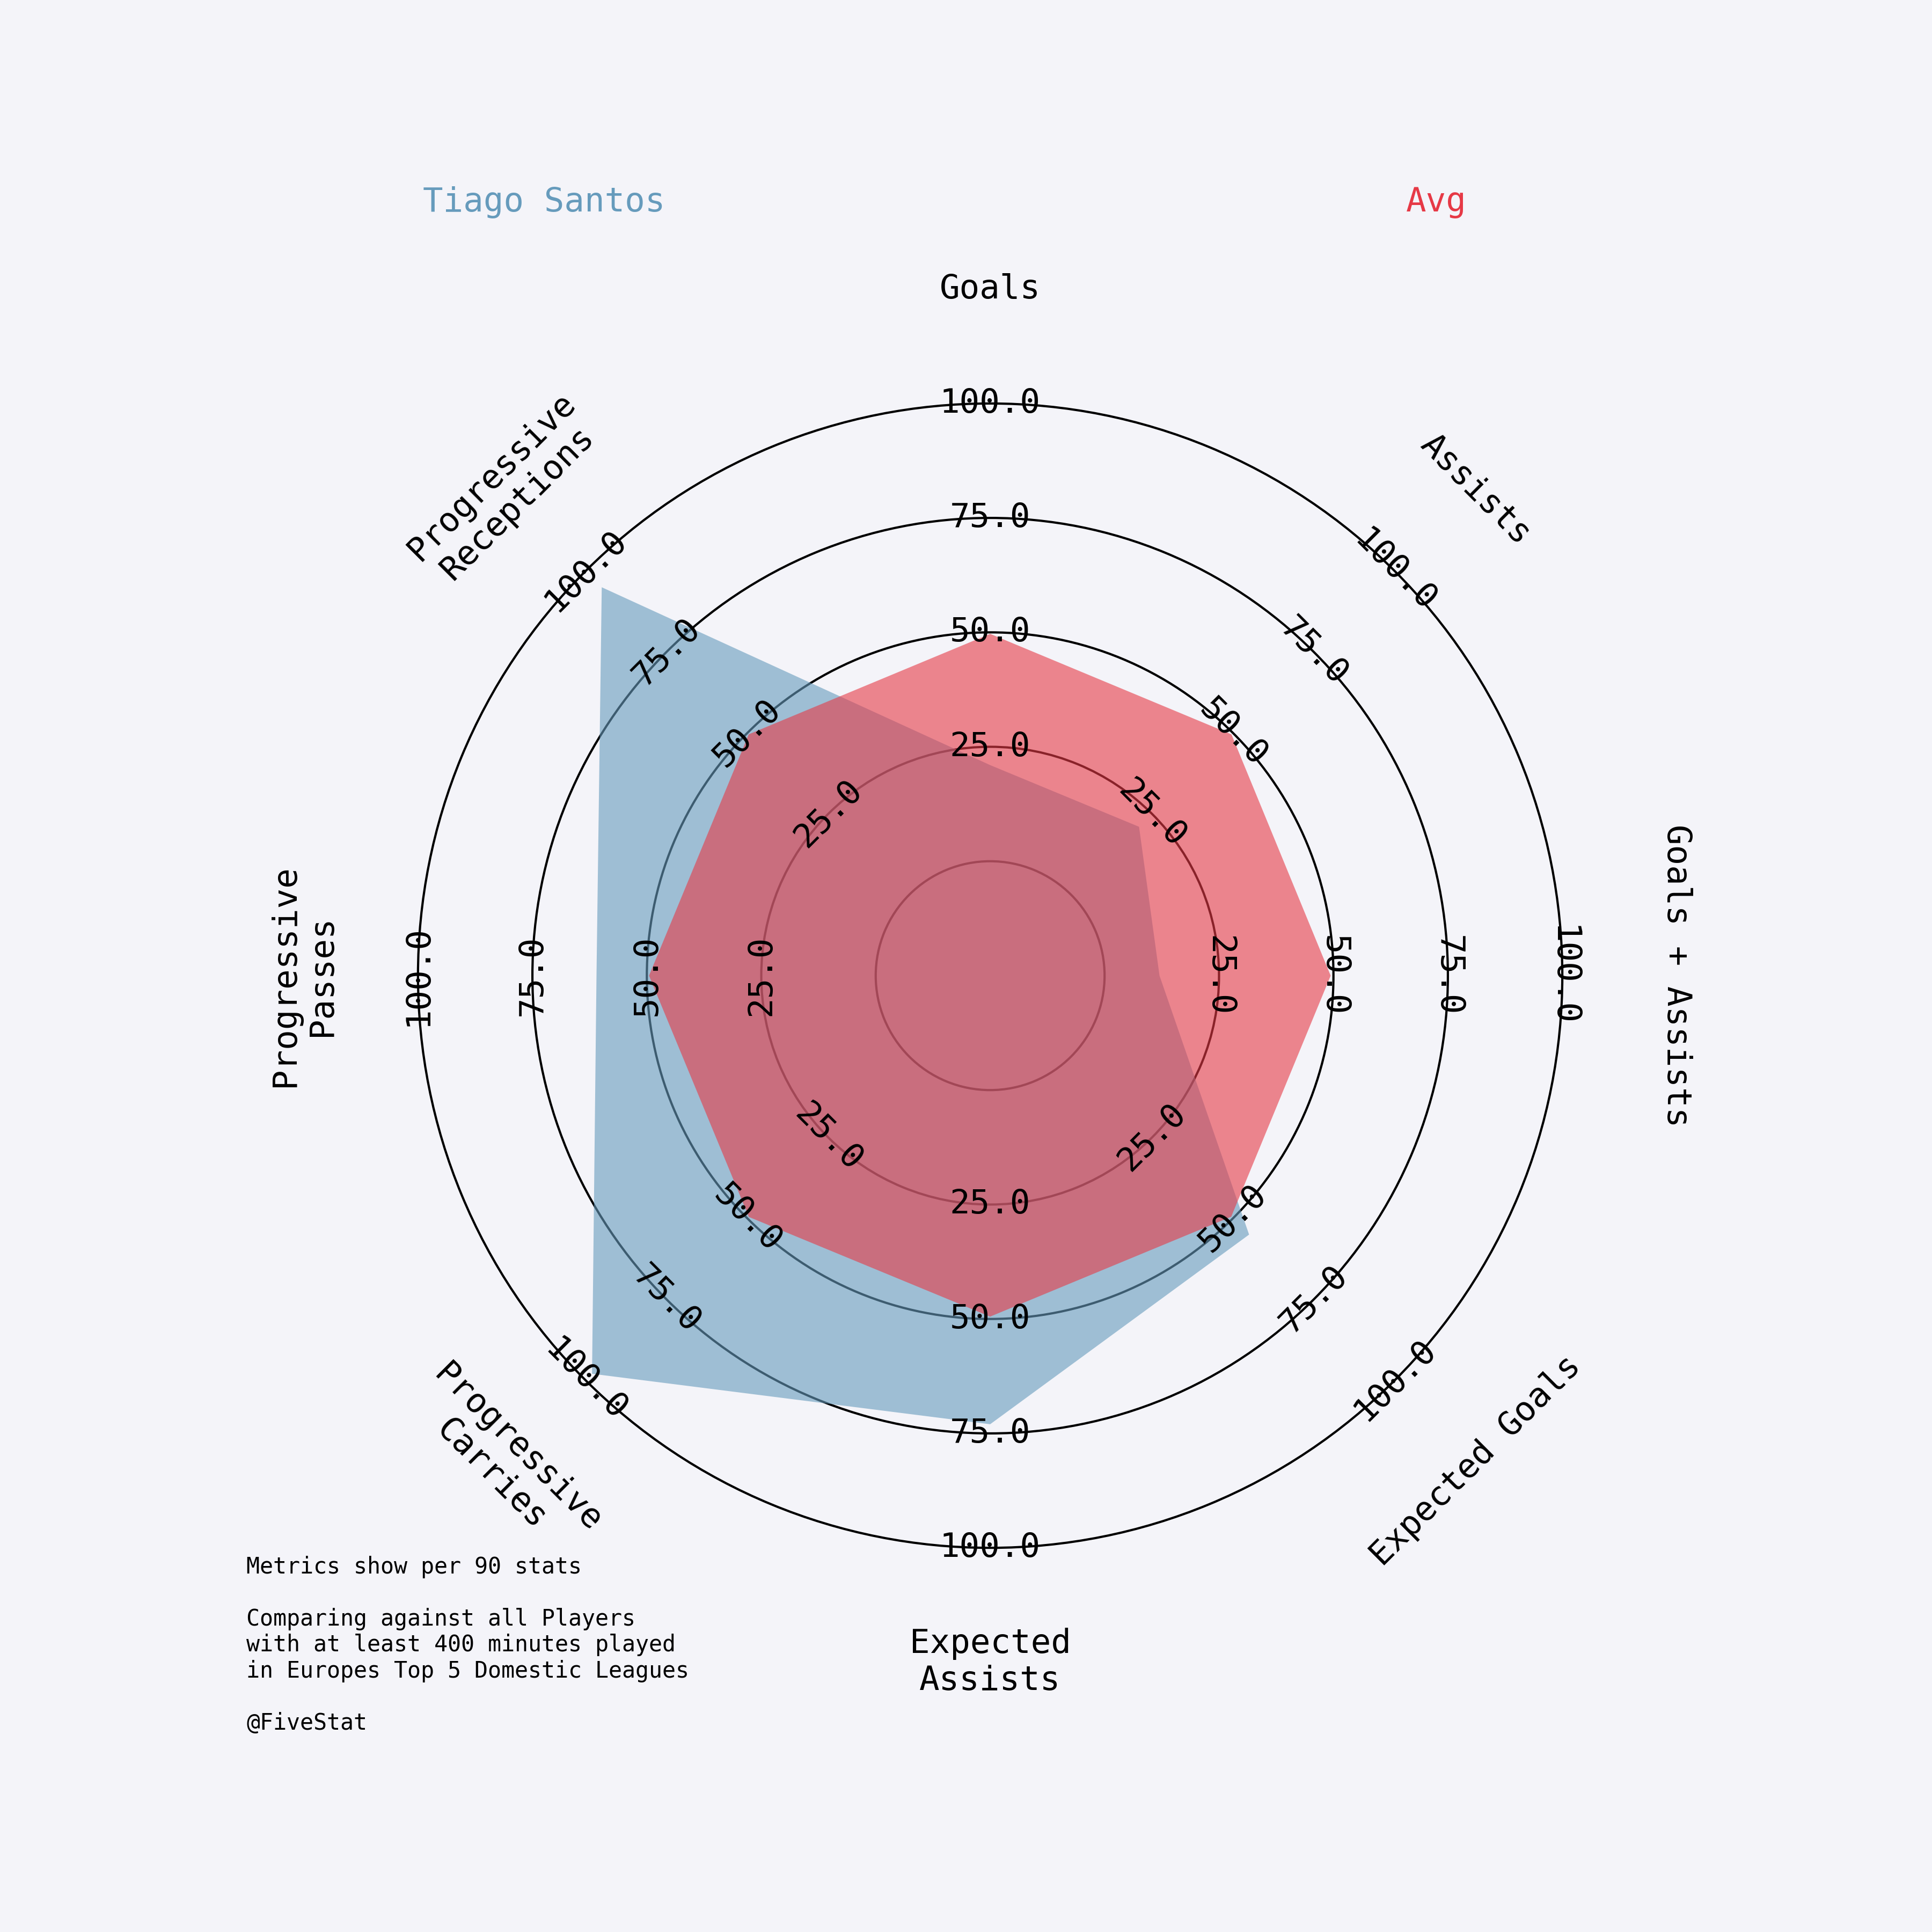 Tiago Santos
Avg
Goals
Assists
Goals + Assists
Expected Goals
Expected
Assists
Progressive
Carries
Progressive
Passes
Progressive
Receptions
25.0
50.0
75.0
100.0
25.0
50.0
75.0
100.0
25.0
50.0
75.0
100.0
25.0
50.0
75.0
100.0
25.0
50.0
75.0
100.0
25.0
50.0
75.0
100.0
25.0
50.0
75.0
100.0
25.0
50.0
75.0
100.0
Metrics show per 90 stats
Comparing against all Players
with at least 400 minutes played
in Europes Top 5 Domestic Leagues
@FiveStat